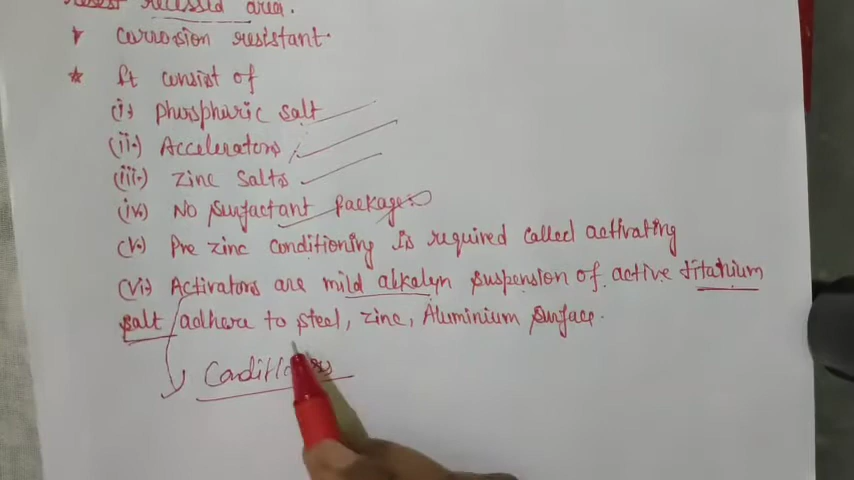 recessed area.
Corrosion resistant.
* It consist of
(i) phosphoric salt
(ii) Accelerators
(iii) Zinc salts
(iv) No surfactant package
(v) Pre zinc conditioning is required called activating
(vi) Activators are mild alkalyn suspension of active titanium
salt adhere to steel, zinc, Aluminium surface.